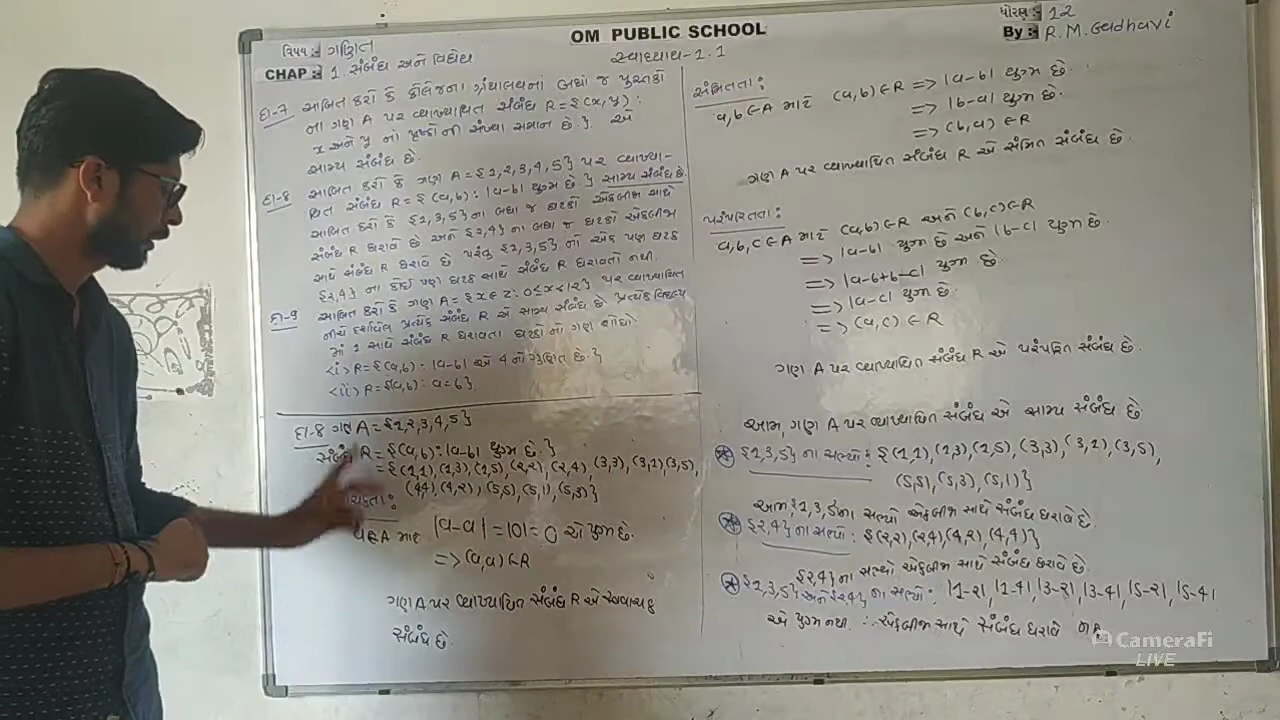 OM PUBLIC SCHOOL
વિષય :- ગણિત
ધોરણ :- 12
CHAP :- 1. સંબંધ અને વિધેય
સ્વાધ્યાય-1.1
By :- R.M. Gadhavi
દા-7 સાબિત કરો કે કોલેજના ગ્રંથાલયનાં બધાં જ પુસ્તકો
ના ગણ A પર વ્યાખ્યાયિત સંબંધ R = {(x,y) :
x અને y નાં પૃષ્ઠોની સંખ્યા સમાન છે}. એ
સામ્ય સંબંધ છે.
દા-8 સાબિત કરો કે ગણ A = {1,2,3,4,5} પર વ્યાખ્યા-
યિત સંબંધ R = {(a,b) : |a-b| યુગ્મ છે} સામ્ય સંબંધ છે.
સાબિત કરો કે {1,3,5} ના બધા જ ઘટકો એકબીજા સાથે
સંબંધ R ધરાવે છે અને {2,4} ના બધા જ ઘટકો એકબીજા
સાથે સંબંધ R ધરાવે છે પરંતુ {1,3,5} નો એક પણ ઘટક
{2,4} ના કોઈ પણ ઘટક સાથે સંબંધ R ધરાવતો નથી.
દા-9 સાબિત કરો કે ગણ A = {x∈Z : 0≤x≤12} પર વ્યાખ્યાયિત
નીચે દર્શાવેલ પ્રત્યેક સંબંધ R એ સામ્ય સંબંધ છે પ્રત્યેક વિકલ્પ
માં 1 સાથે સંબંધ R ધરાવતા ઘટકોનો ગણ શોધો
<i> R = {(a,b) : |a-b| એ 4 નો ગુણિત છે.}
<ii> R = {(a,b) : a = b}.
દા-8 ગણ A = {1,2,3,4,5}
સંબંધ R = {(a,b) : |a-b| યુગ્મ છે.}
= {(1,1),(1,3),(1,5),(2,2),(2,4),(3,3),(3,1)(3,5),
(4,4),(4,2),(5,5),(5,1),(5,3)}
માટે |a-a| = |0| = 0 એ યુગ્મ છે.
=> (a,a) ∈ R
ગણ A પર વ્યાખ્યાયિત સંબંધ R એ સ્વવાચક
સંબંધ છે.
સંમિતતા :
a,b∈A માટે (a,b)∈R => |a-b| યુગ્મ છે.
=> |b-a| યુગ્મ છે.
=> (b,a) ∈ R
ગણ A પર વ્યાખ્યાયિત સંબંધ R એ સંમિત સંબંધ છે.
પરંપરિતતા :
a,b,c∈A માટે (a,b)∈R અને (b,c)∈R
=> |a-b| યુગ્મ છે અને |b-c| યુગ્મ છે.
=> |a-b+b-c| યુગ્મ છે.
=> |a-c| યુગ્મ છે.
=> (a,c) ∈ R
ગણ A પર વ્યાખ્યાયિત સંબંધ R એ પરંપરિત સંબંધ છે.
આમ, ગણ A પર વ્યાખ્યાયિત સંબંધ એ સામ્ય સંબંધ છે
{1,3,5} ના સભ્યો : {(1,1),(1,3),(1,5),(3,3),(3,1),(3,5),
(5,5),(5,3),(5,1)}
આમ, {1,3,5}ના સભ્યો એકબીજા સાથે સંબંધ ધરાવે છે.
{2,4} ના સભ્યો : {(2,2),(2,4),(4,2),(4,4)}
{2,4} ના સભ્યો એકબીજા સાથે સંબંધ ધરાવે છે.
{1,3,5} અને {2,4} ના સભ્યો : |1-2|,|1-4|,|3-2|,|3-4|,|5-2|,|5-4|
એ યુગ્મ નથી. ∴ એકબીજા સાથે સંબંધ ધરાવે
CameraFi
LIVE